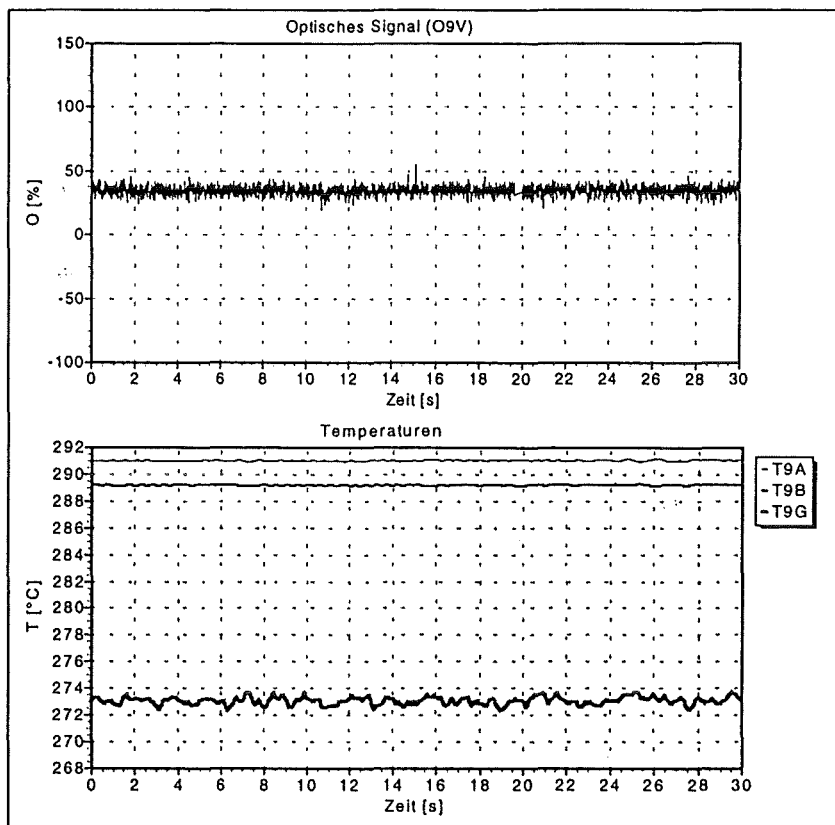 Optisches Signal (O9V)
150
100
50
0
-50
-100
O [%]
0 2 4 6 8 10 12 14 16 18 20 22 24 26 28 30
Zeit [s]
Temperaturen
292
290
288
286
284
282
280
278
276
274
272
270
268
T [°C]
0 2 4 6 8 10 12 14 16 18 20 22 24 26 28 30
Zeit [s]
T9A
T9B
T9G